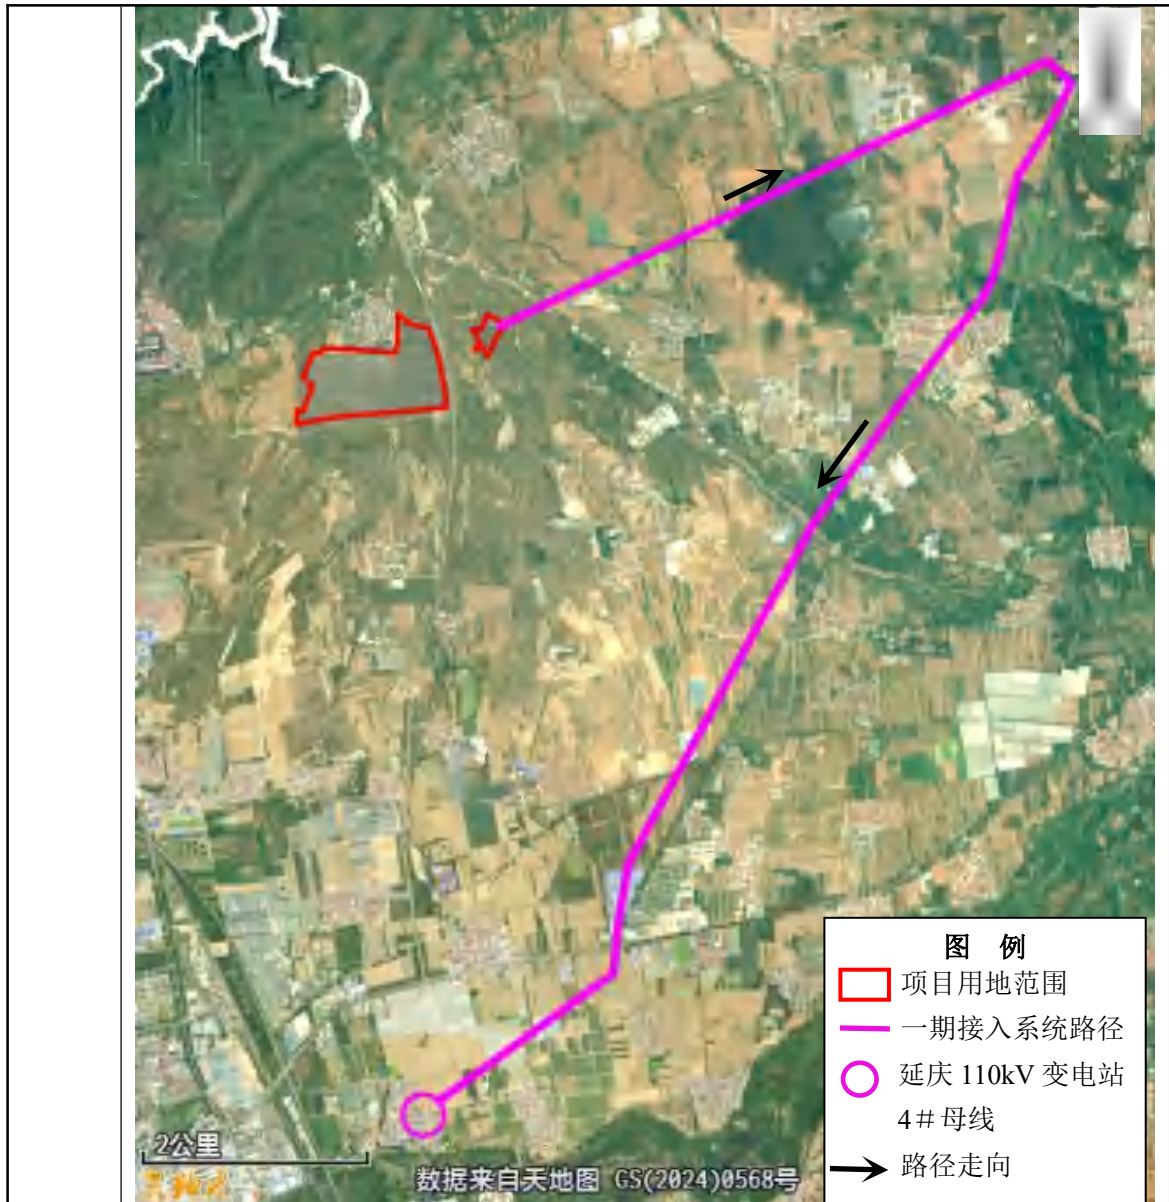 图 例
项目用地范围
一期接入系统路径
延庆 110kV 变电站
4＃母线
路径走向
2公里
数据来自天地图 GS(2024)0568号